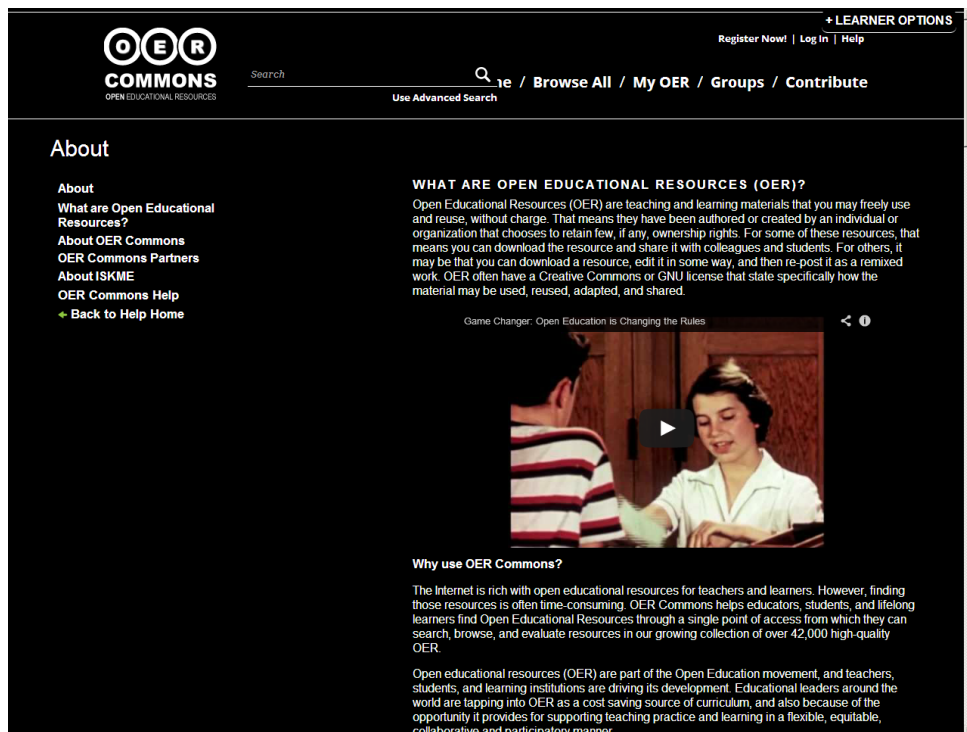 + LEARNER OPTIONS
Register Now! | Log In | Help
OER
COMMONS
OPEN EDUCATIONAL RESOURCES
Search
Use Advanced Search
/ Browse All / My OER / Groups / Contribute
About
About
What are Open Educational
Resources?
About OER Commons
OER Commons Partners
About ISKME
OER Commons Help
Back to Help Home
WHAT ARE OPEN EDUCATIONAL RESOURCES (OER)?
Open Educational Resources (OER) are teaching and learning materials that you may freely use
and reuse, without charge. That means they have been authored or created by an individual or
organization that chooses to retain few, if any, ownership rights. For some of these resources, that
means you can download the resource and share it with colleagues and students. For others, it
may be that you can download a resource, edit it in some way, and then re-post it as a remixed
work. OER often have a Creative Commons or GNU license that state specifically how the
material may be used, reused, adapted, and shared.
Game Changer: Open Education is Changing the Rules
Why use OER Commons?
The Internet is rich with open educational resources for teachers and learners. However, finding
those resources is often time-consuming. OER Commons helps educators, students, and lifelong
learners find Open Educational Resources through a single point of access from which they can
search, browse, and evaluate resources in our growing collection of over 42,000 high-quality
OER.
Open educational resources (OER) are part of the Open Education movement, and teachers,
students, and learning institutions are driving its development. Educational leaders around the
world are tapping into OER as a cost saving source of curriculum, and also because of the
opportunity it provides for supporting teaching practice and learning in a flexible, equitable,
collaborative and participatory manner.